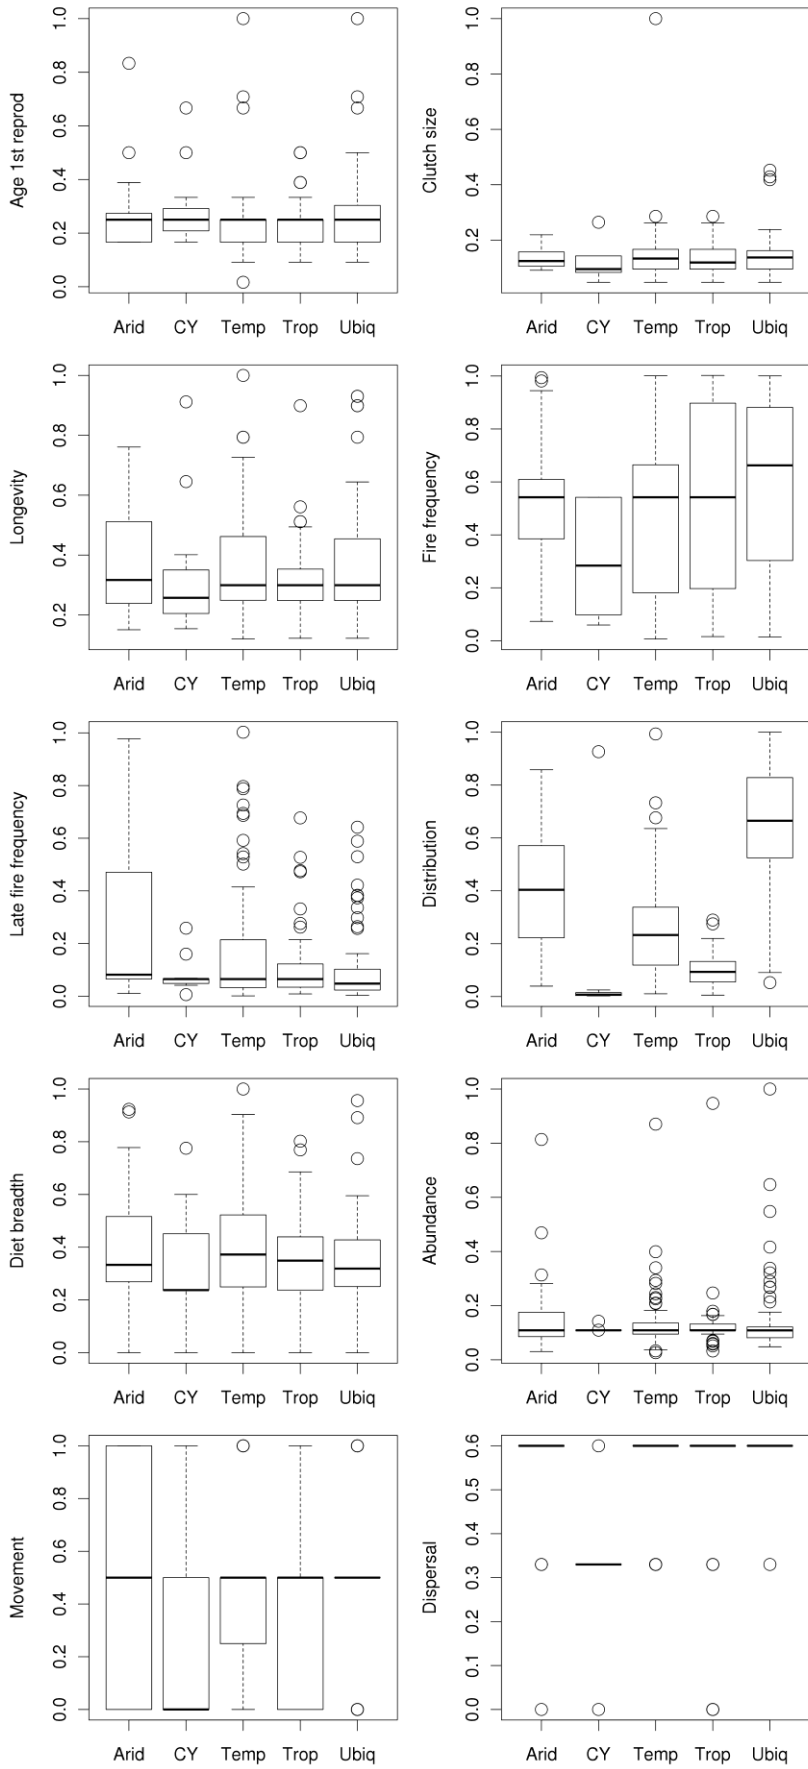 Age 1st reprod
1.0
0.8
0.6
0.4
0.2
0.0
Arid CY Temp Trop Ubiq
Clutch size
1.0
0.8
0.6
0.4
0.2
Arid CY Temp Trop Ubiq
Longevity
1.0
0.8
0.6
0.4
0.2
Arid CY Temp Trop Ubiq
Fire frequency
1.0
0.8
0.6
0.4
0.2
0.0
Arid CY Temp Trop Ubiq
Late fire frequency
1.0
0.8
0.6
0.4
0.2
0.0
Arid CY Temp Trop Ubiq
Distribution
1.0
0.8
0.6
0.4
0.2
0.0
Arid CY Temp Trop Ubiq
Diet breadth
1.0
0.8
0.6
0.4
0.2
0.0
Arid CY Temp Trop Ubiq
Abundance
1.0
0.8
0.6
0.4
0.2
0.0
Arid CY Temp Trop Ubiq
Movement
1.0
0.8
0.6
0.4
0.2
0.0
Arid CY Temp Trop Ubiq
Dispersal
0.6
0.5
0.4
0.3
0.2
0.1
0.0
Arid CY Temp Trop Ubiq